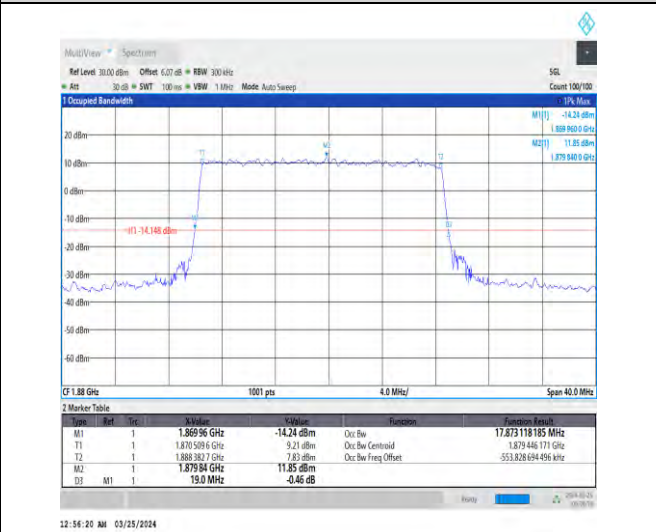 MultiView Spectrum
Ref Level 30.00 dBm Offset 6.07 dB RBW 300 kHz SGL
Att 30 dB SWT 100 ms VBW 1 MHz Mode Auto Sweep Count 100/100
1 Occupied Bandwidth 1Pk Max
M1[1] -14.24 dBm
1.869 960 0 GHz
20 dBm M2[1] 11.85 dBm
1.879 840 0 GHz
T1 M2 T2
10 dBm
0 dBm
-10 dBm
M1 D3
H1 -14.148 dBm
-20 dBm
-30 dBm
-40 dBm
-50 dBm
-60 dBm
CF 1.88 GHz 1001 pts 4.0 MHz/ Span 40.0 MHz
2 Marker Table
Type Ref Trc X-Value Y-Value Function Function Result
M1 1 1.869 96 GHz -14.24 dBm Occ Bw 17.873 118 185 MHz
T1 1 1.870 509 6 GHz 9.21 dBm Occ Bw Centroid 1.879 446 171 GHz
T2 1 1.888 382 7 GHz 7.83 dBm Occ Bw Freq Offset -553.828 694 496 kHz
M2 1 1.879 84 GHz 11.85 dBm
D3 M1 1 19.0 MHz -0.46 dB
Ready
12:56:20 AM 03/25/2024